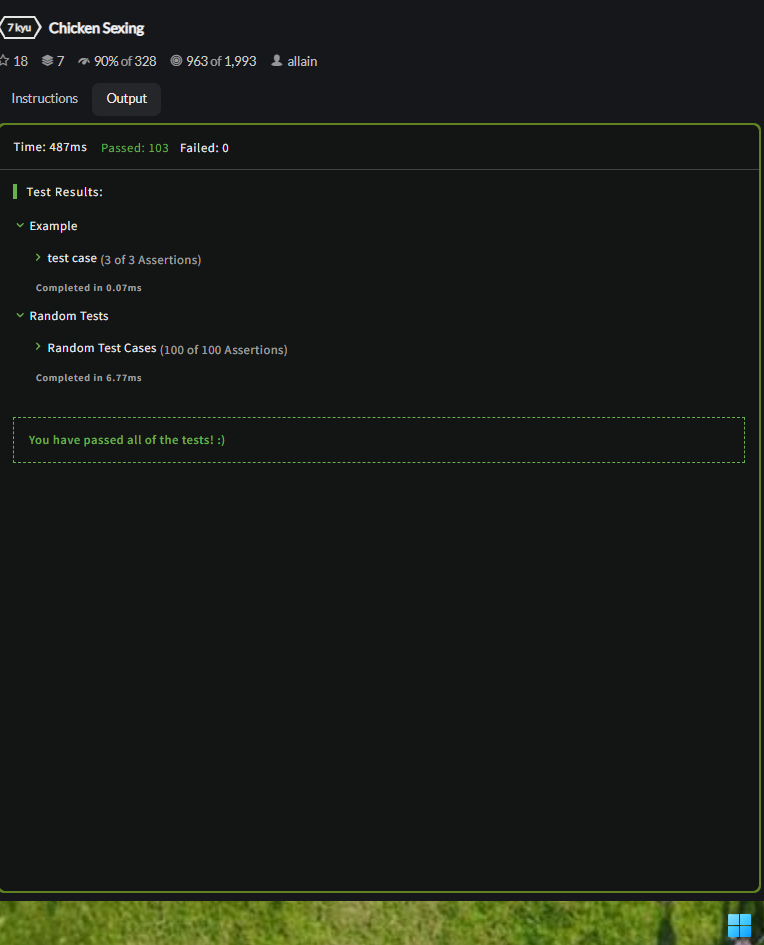 7 kyu Chicken Sexing
18 7 90% of 328 963 of 1,993 allain
Instructions Output
Time: 487ms Passed: 103 Failed: 0
Test Results:
Example
test case (3 of 3 Assertions)
Completed in 0.07ms
Random Tests
Random Test Cases (100 of 100 Assertions)
Completed in 6.77ms
You have passed all of the tests! :)